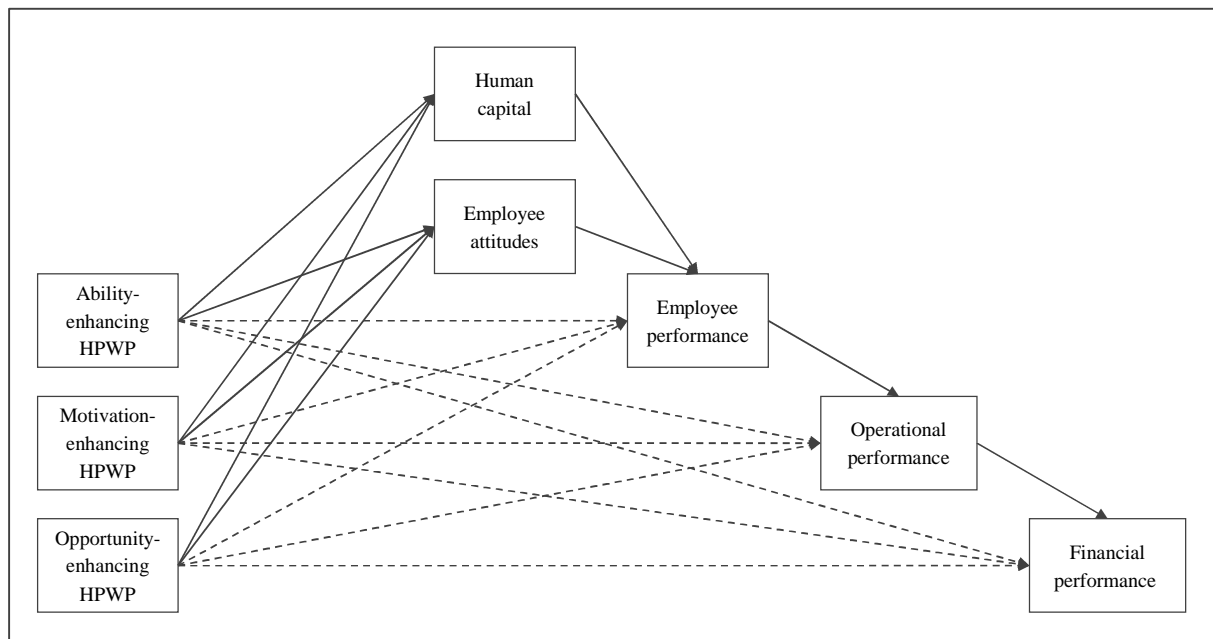 Human
capital
Employee
attitudes
Ability-
enhancing
HPWP
Employee
performance
Motivation-
enhancing
HPWP
Operational
performance
Opportunity-
enhancing
HPWP
Financial
performance